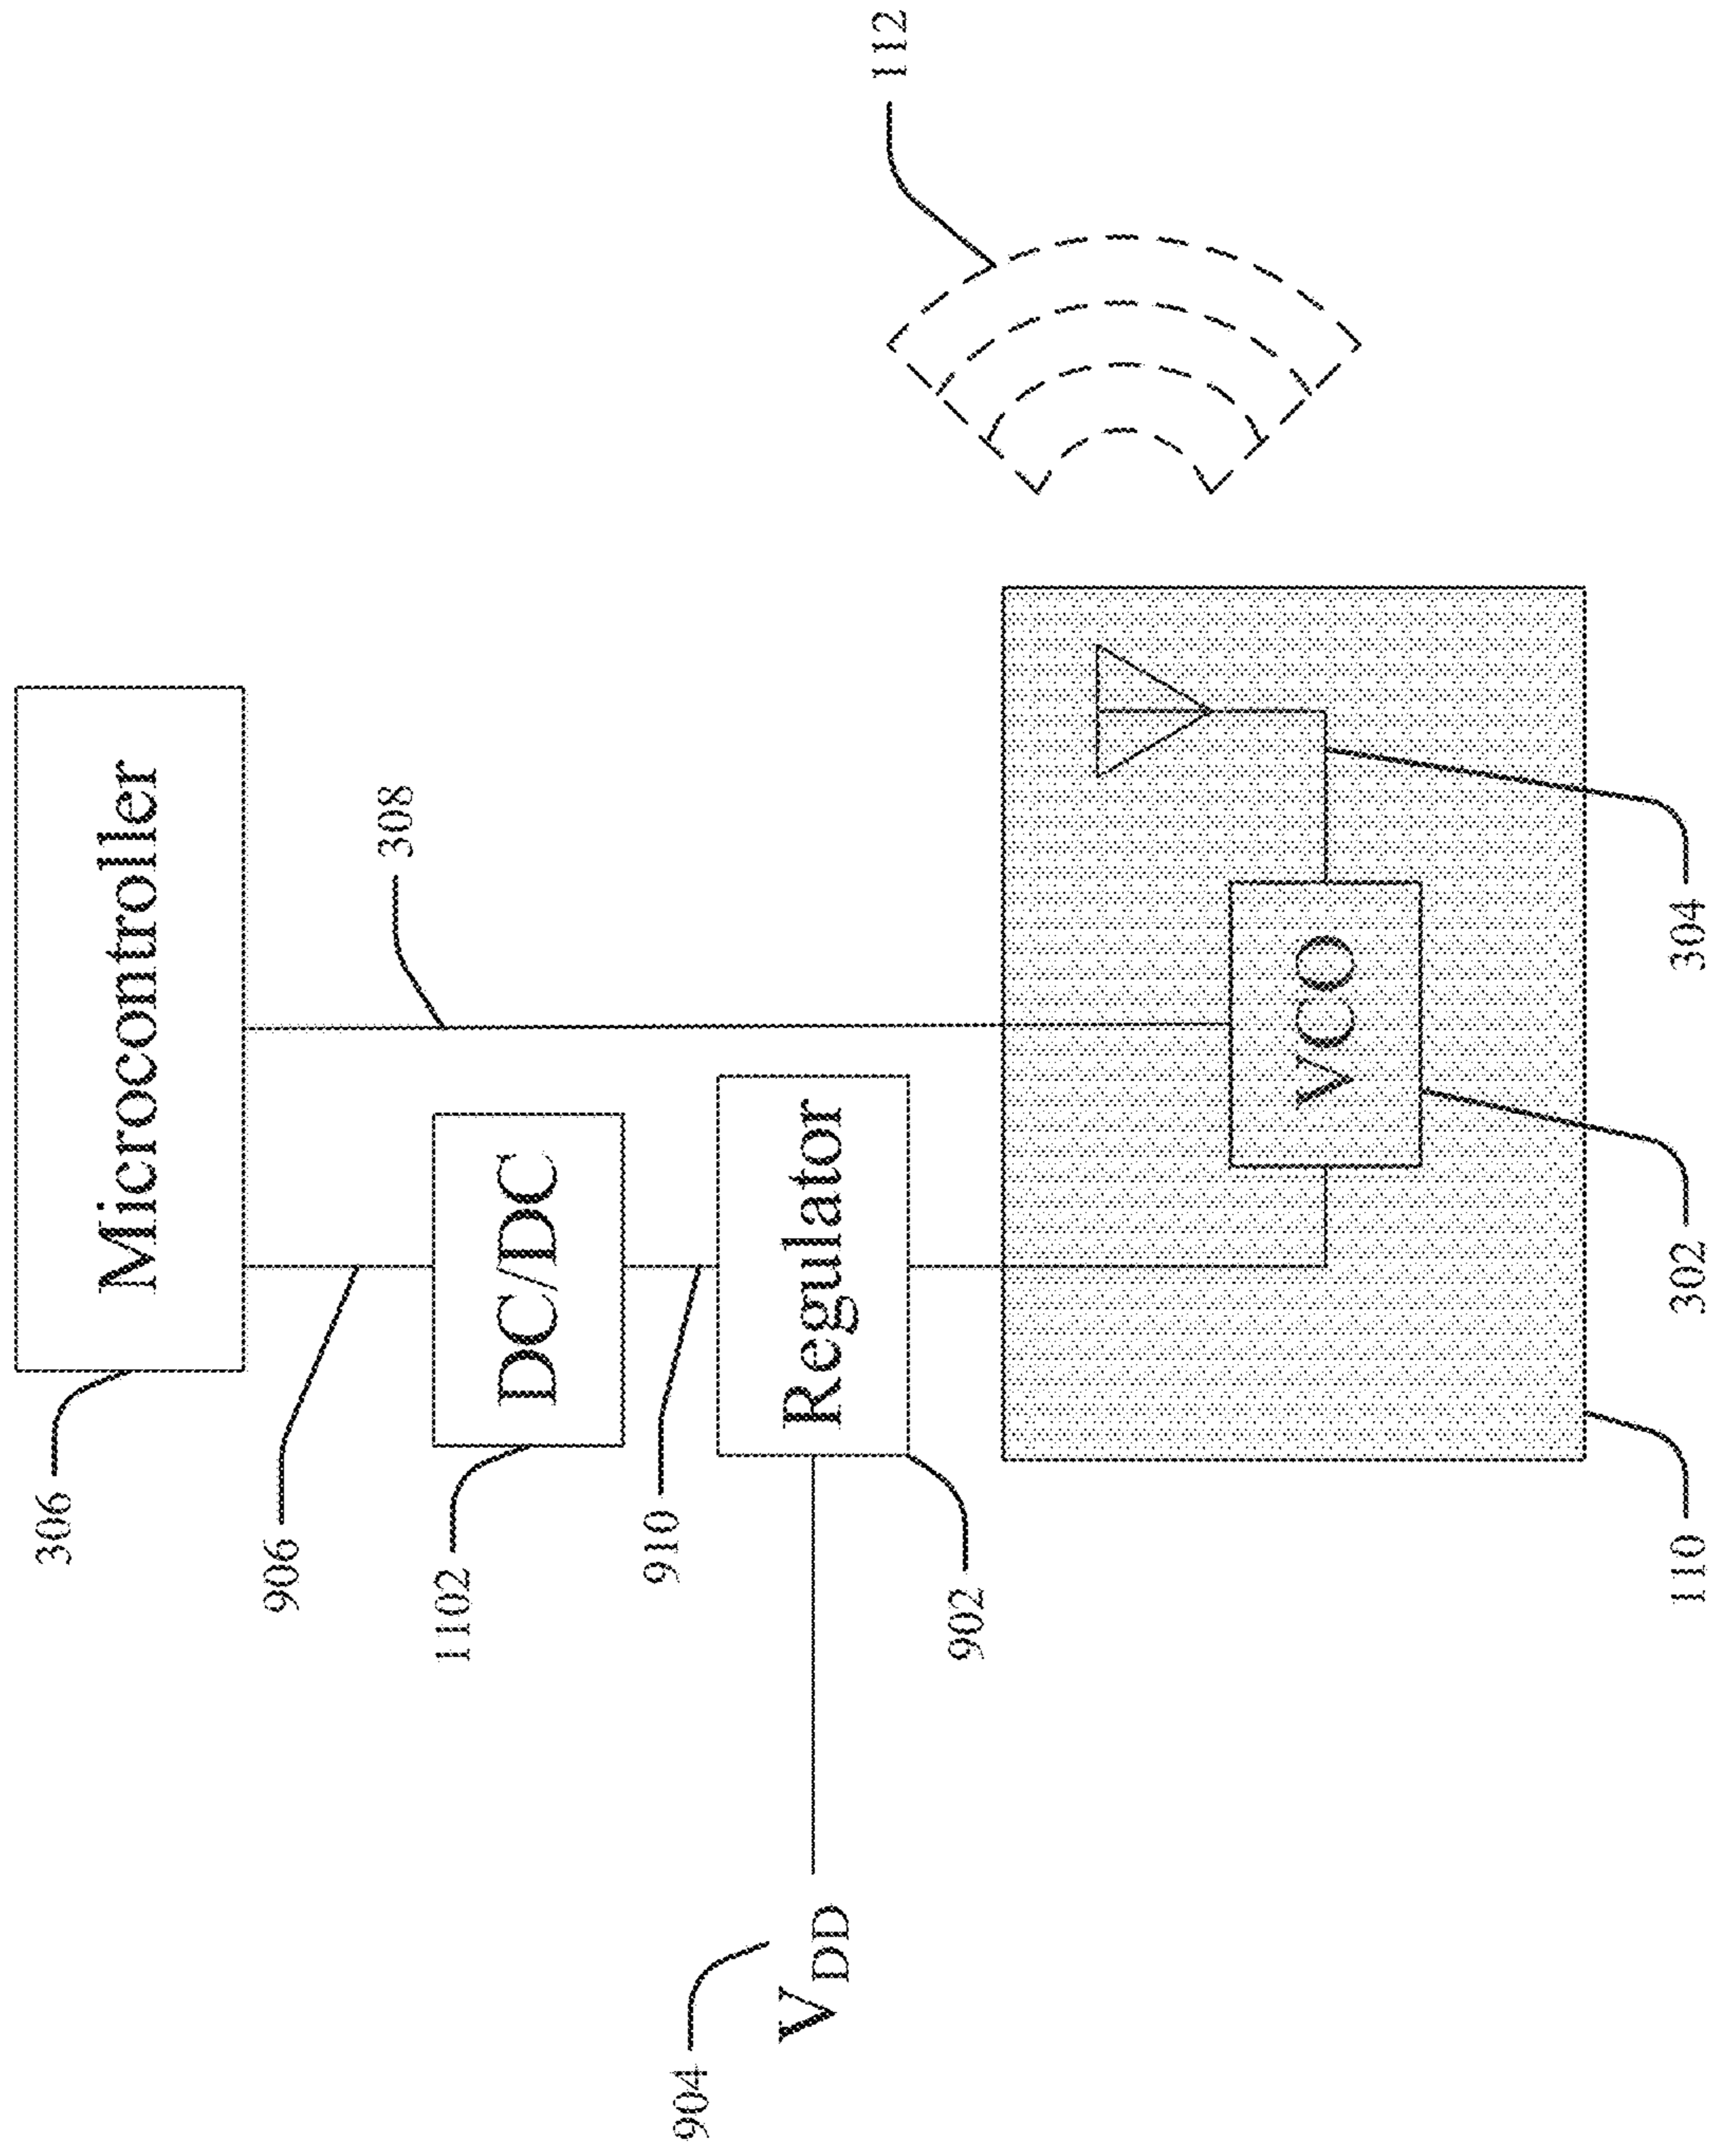 306
Microcontroller
906
308
112
1102
DC/DC
910
904
V_DD
Regulator
902
VCO
110
302
304